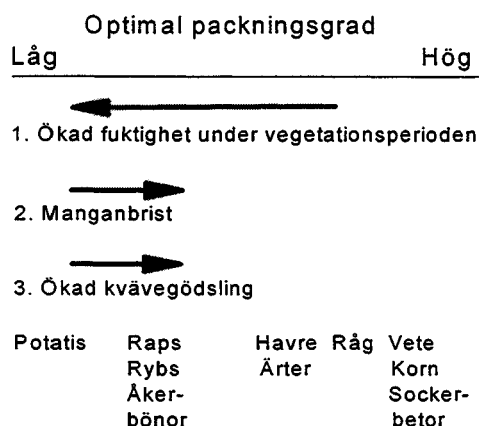 Optimal packningsgrad
Låg Hög
1. Ökad fuktighet under vegetationsperioden
2. Manganbrist
3. Ökad kvävegödsling
Potatis Raps Havre Råg Vete
Rybs Ärter Korn
Åker- Socker-
bönor betor